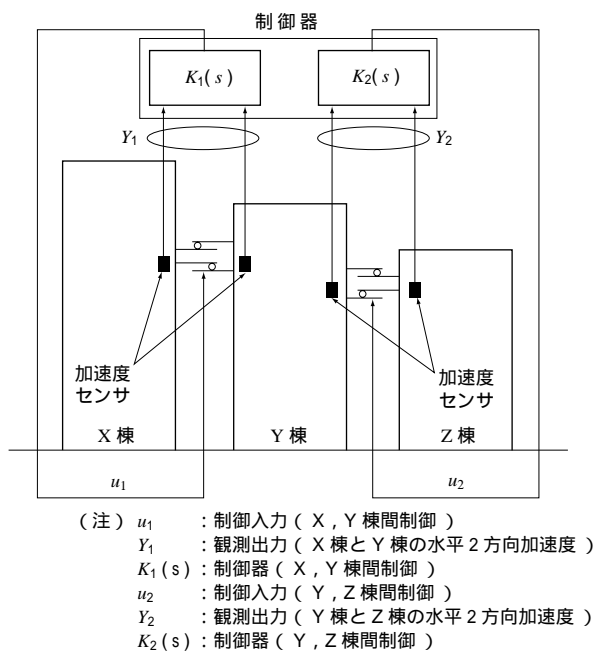 制御器
K₁(s)
K₂(s)
Y₁
Y₂
加速度
センサ
加速度
センサ
X棟
Y棟
Z棟
u₁
u₂
(注) u₁ :制御入力(X,Y棟間制御)
Y₁ :観測出力(X棟とY棟の水平2方向加速度)
K₁(s):制御器(X,Y棟間制御)
u₂ :制御入力(Y,Z棟間制御)
Y₂ :観測出力(Y棟とZ棟の水平2方向加速度)
K₂(s):制御器(Y,Z棟間制御)